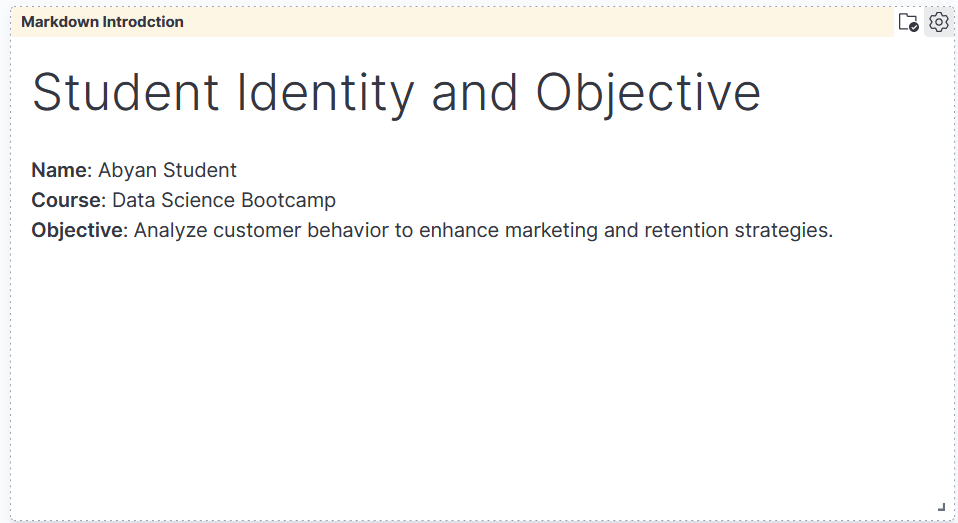 Markdown Introdction
Student Identity and Objective
Name: Abyan Student
Course: Data Science Bootcamp
Objective: Analyze customer behavior to enhance marketing and retention strategies.